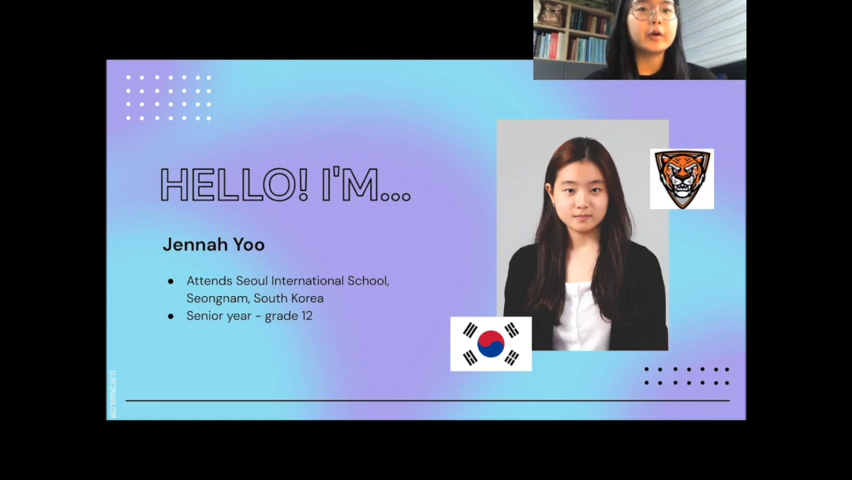 HELLO! I'M...
Jennah Yoo
● Attends Seoul International School,
Seongnam, South Korea
● Senior year - grade 12